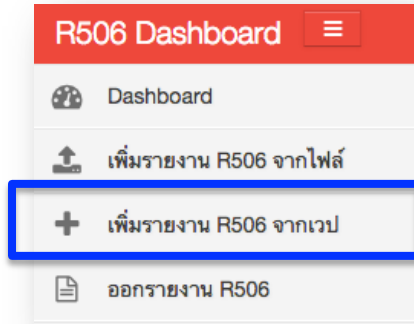 R506 Dashboard
Dashboard
เพิ่มรายงาน R506 จากไฟล์
เพิ่มรายงาน R506 จากเวป
ออกรายงาน R506